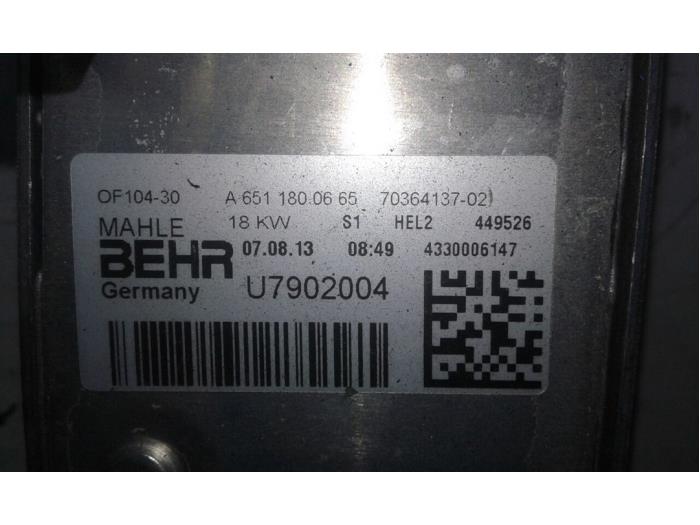 OF104-30 A 651 180 06 65 70364137-02
MAHLE 18 KW S1 HEL2 449526
BEHR 07.08.13 08:49 4330006147
Germany U7902004